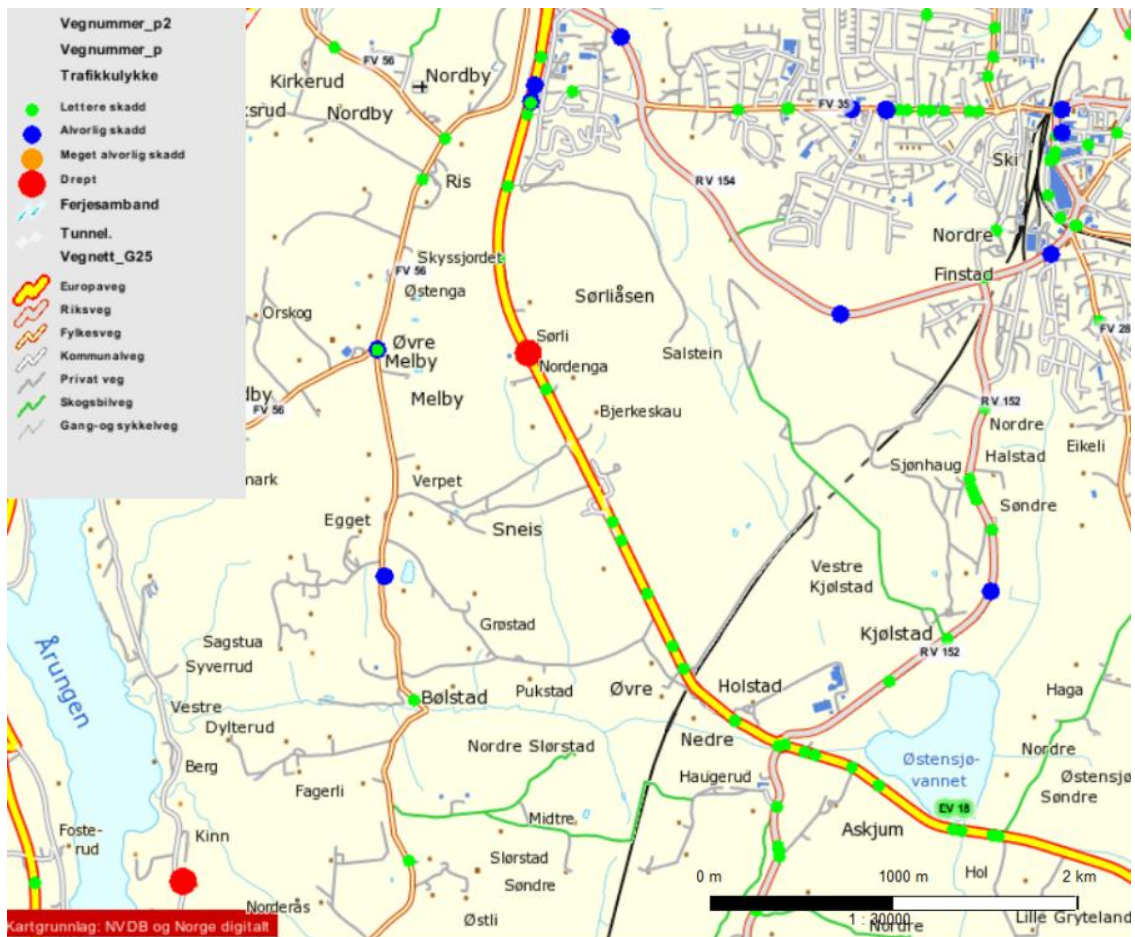 Vegnummer_p2
Vegnummer_p
Trafikkulykke
Lettere skadd
Alvorlig skadd
Meget alvorlig skadd
Drept
Ferjesamband
Tunnel.
Vegnett_G25
Europaveg
Riksveg
Fylkesveg
Kommunalveg
Privat veg
Skogsbilveg
Gang-og sykkelveg
FV 56
Kirkerud
Nordby
ksrud
Nordby
FV 35
Ris
RV 154
Ski
Skyssjordet
Nordre
FV 56
Østenga
Finstad
Orskog
Sørliåsen
Sørli
Øvre
Melby
Salstein
FV 28
Nordenga
dby
FV 56
Melby
Bjerkeskau
RV 152
Nordre
Eikeli
Halstad
Sjønhaug
mark
Verpet
Søndre
Egget
Sneis
Vestre
Kjølstad
Grøstad
Kjølstad
RV 152
Sagstua
Syverrud
Årungen
Pukstad
Øvre
Holstad
Haga
Vestre
Bølstad
Dylterud
Nordre Slørstad
Nedre
Østensjø-
vannet
Nordre
Berg
Haugerud
Østensjø
Søndre
Fagerli
EV 18
Midtre
Askjum
Foste-
rud
Kinn
Slørstad
Søndre
Hol
0 m
1000 m
2 km
Norderås
Østli
1 : 30000
Nordre
Lille Gryteland
Kartgrunnlag: NVDB og Norge digitalt